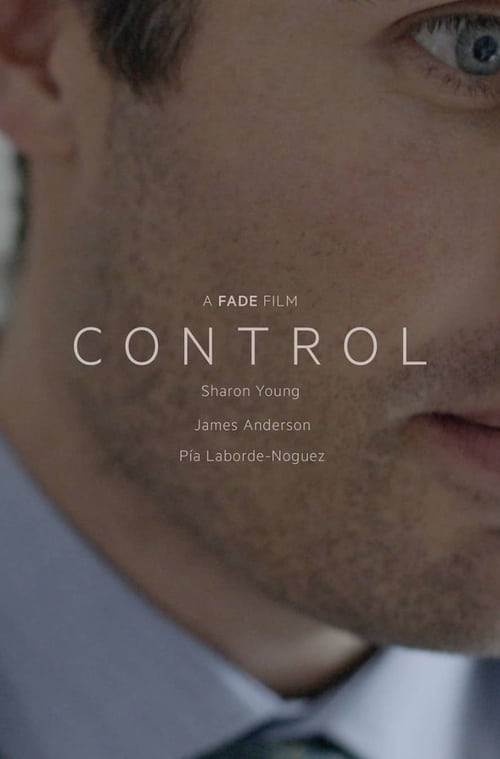 A FADE FILM
CONTROL
Sharon Young
James Anderson
Pía Laborde-Noguez